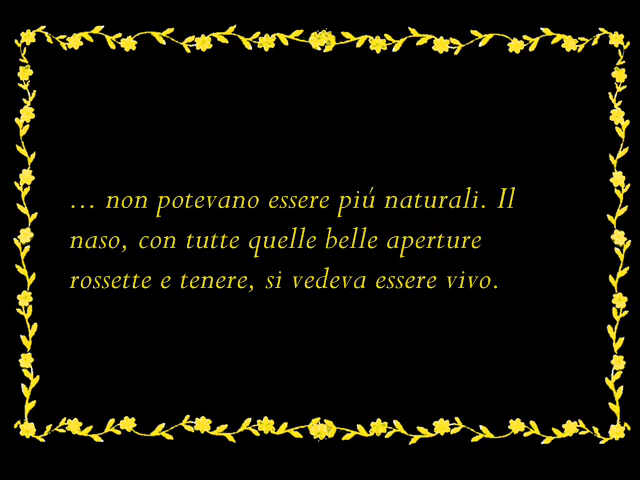 ... non potevano essere piú naturali. Il
naso, con tutte quelle belle aperture
rossette e tenere, si vedeva essere vivo.